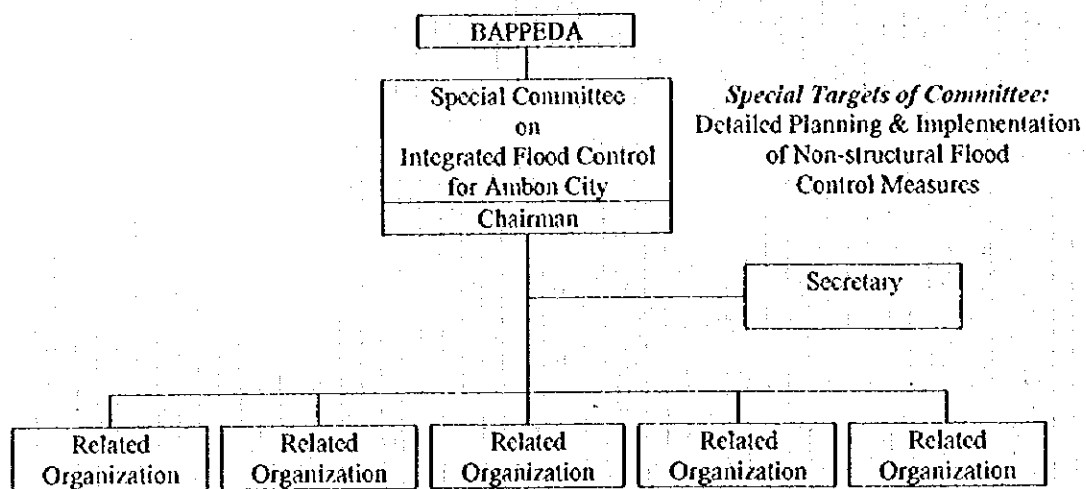 BAPPEDA
Special Committee
on
Integrated Flood Control
for Ambon City
Chairman
Special Targets of Committee:
Detailed Planning & Implementation
of Non-structural Flood
Control Measures
Secretary
Related
Organization
Related
Organization
Related
Organization
Related
Organization
Related
Organization